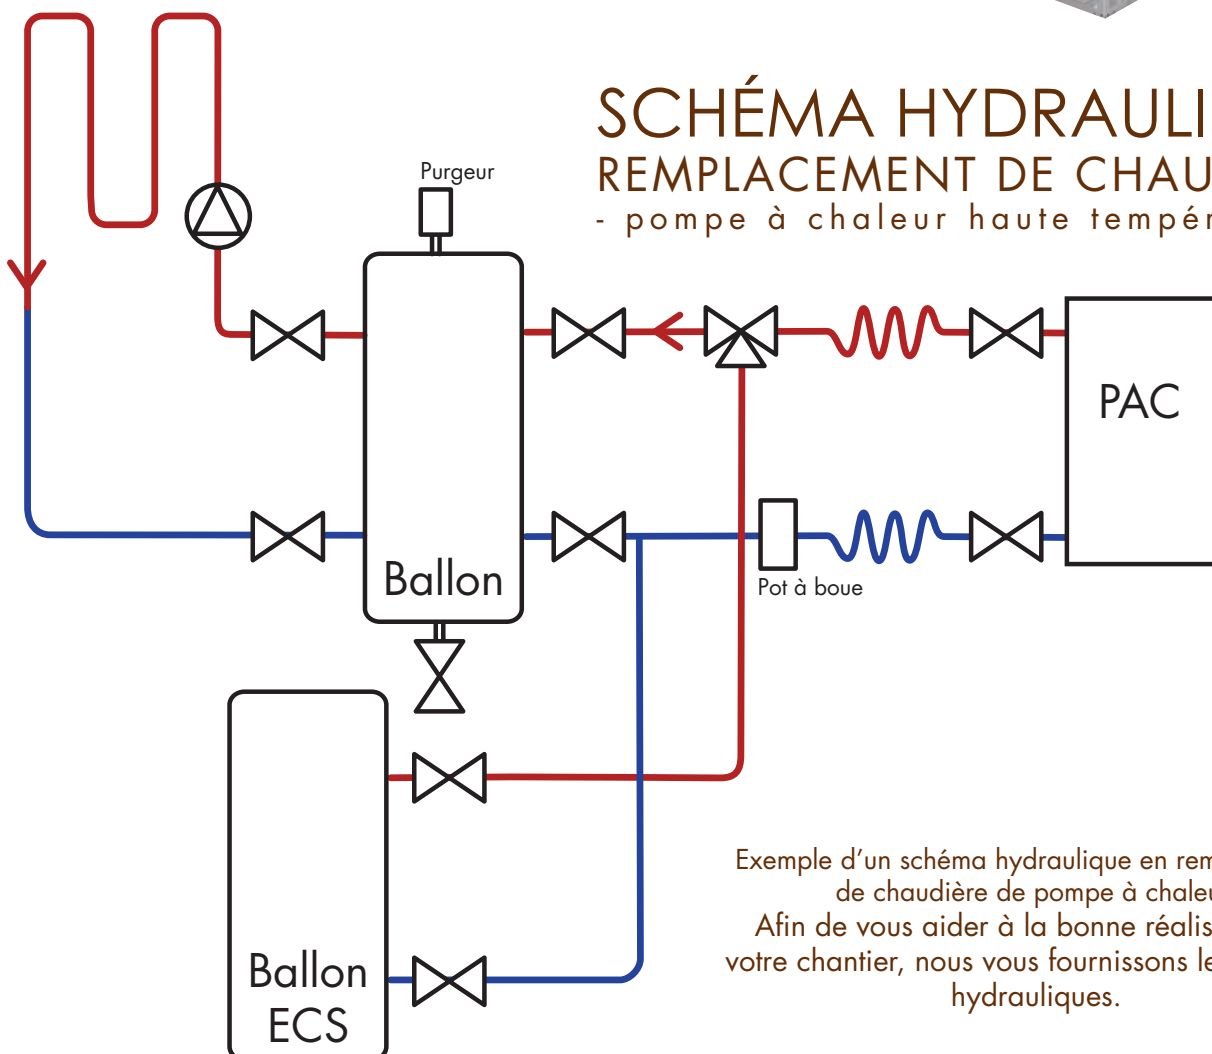 SCHÉMA HYDRAULI
REMPLACEMENT DE CHAU
- pompe à chaleur haute tempér
Purgeur
PAC
Ballon
Pot à boue
Ballon
ECS
Exemple d’un schéma hydraulique en rem
de chaudière de pompe à chaleu
Afin de vous aider à la bonne réalis
votre chantier, nous vous fournissons le
hydrauliques.